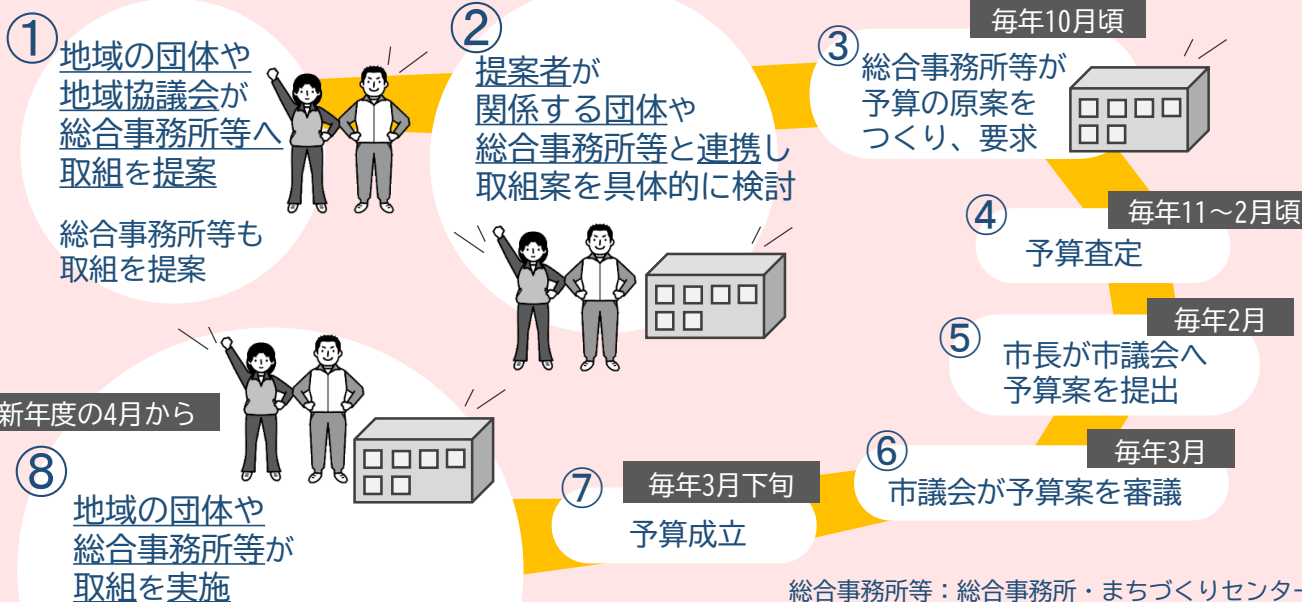 ①
地域の団体や
地域協議会が
総合事務所等へ
取組を提案
総合事務所等も
取組を提案
②
提案者が
関係する団体や
総合事務所等と連携し
取組案を具体的に検討
毎年10月頃
③
総合事務所等が
予算の原案を
つくり、要求
毎年11～2月頃
④
予算査定
毎年2月
⑤
市長が市議会へ
予算案を提出
毎年3月
⑥
市議会が予算案を審議
毎年3月下旬
⑦
予算成立
新年度の4月から
⑧
地域の団体や
総合事務所等が
取組を実施
総合事務所等：総合事務所・まちづくりセンター